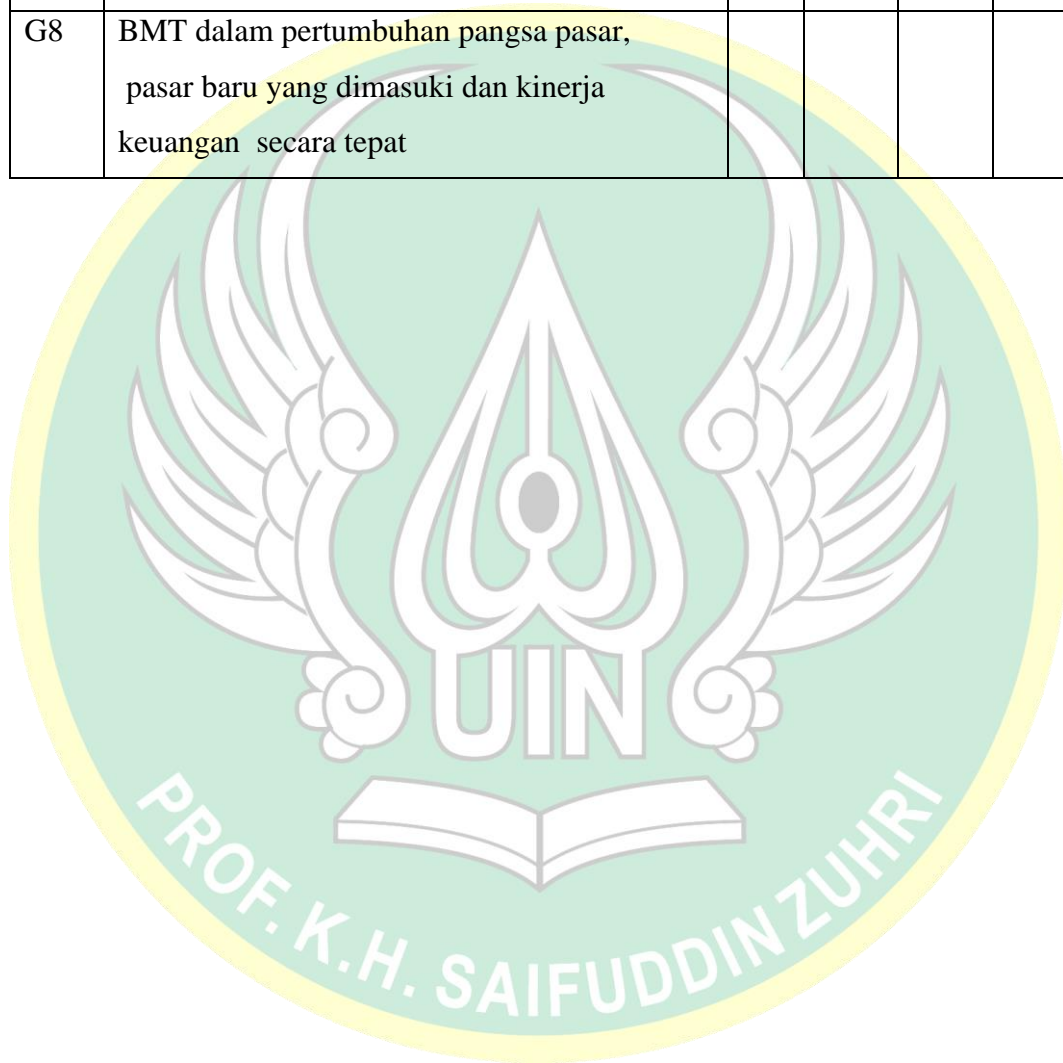 G8 BMT dalam pertumbuhan pangsa pasar,
pasar baru yang dimasuki dan kinerja
keuangan secara tepat
UIN
PROF. K.H. SAIFUDDIN ZUHRI